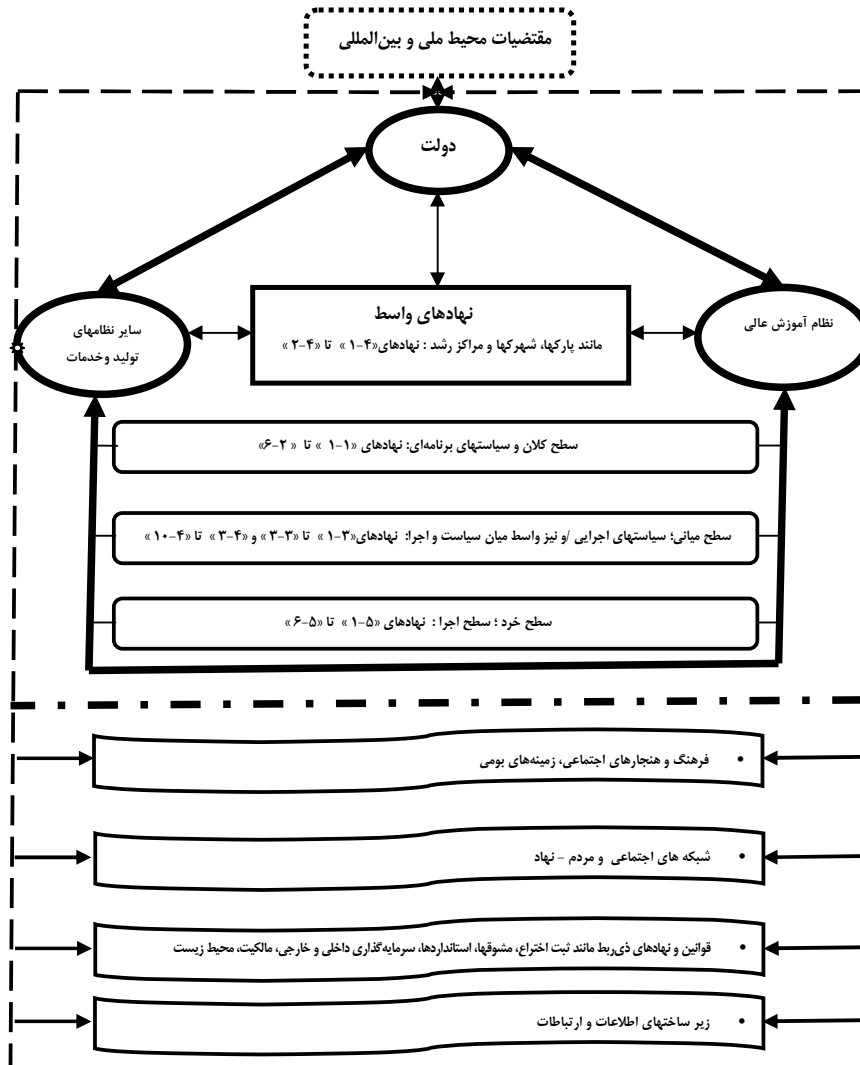 مقتضیات محیط ملی و بین‌المللی
دولت
نهادهای واسط
مانند پارکها، شهرکها و مراکز رشد : نهادهای«۴-۱ » تا «۴-۲ »
نظام آموزش عالی
سایر نظامهای
تولید وخدمات
سطح کلان و سیاستهای برنامه‌ای: نهادهای «۱-۱ » تا « ۲-۶»
سطح میانی؛ سیاستهای اجرایی /و نیز واسط میان سیاست و اجرا: نهادهای«۳-۱ » تا «۳-۳ » و «۴-۳ » تا «۴-۱۰ »
سطح خرد ؛ سطح اجرا : نهادهای «۵-۱ » تا «۵-۶ »
• فرهنگ و هنجارهای اجتماعی، زمینه‌های بومی
• شبکه های اجتماعی و مردم – نهاد
• قوانین و نهادهای ذی‌ربط مانند ثبت اختراع، مشوقها، استانداردها، سرمایه‌گذاری داخلی و خارجی، مالکیت، محیط زیست
• زیر ساختهای اطلاعات و ارتباطات